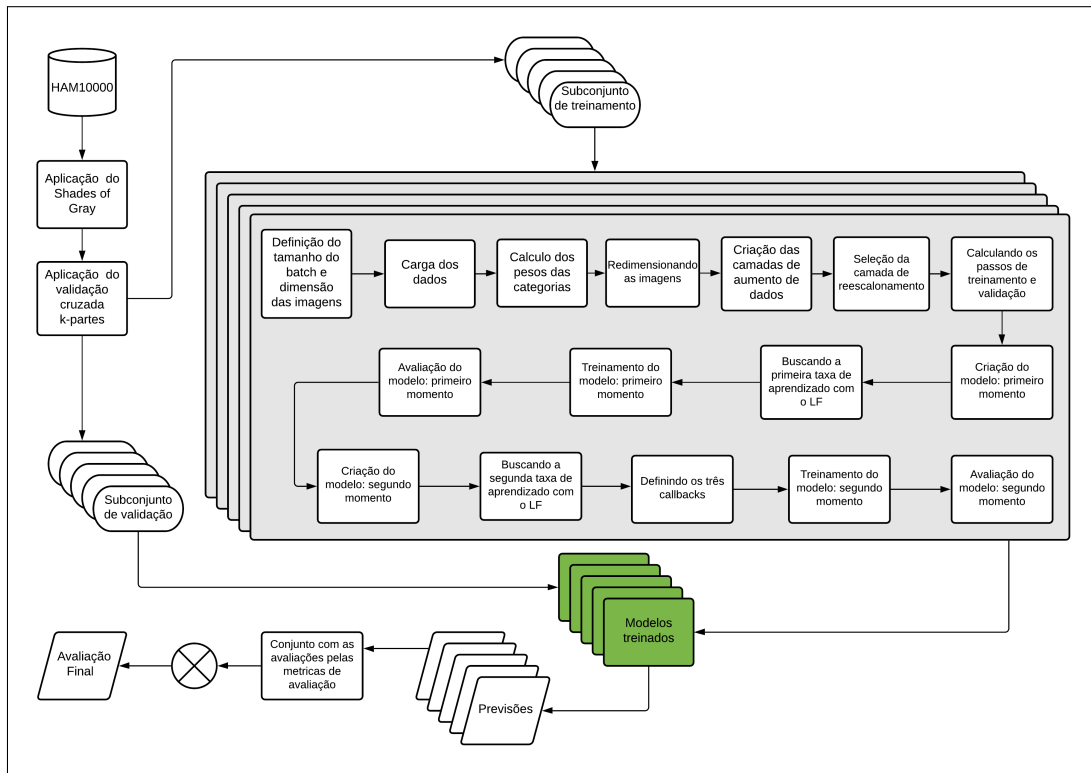 HAM10000
Subconjunto
de treinamento
Aplicação do
Shades of
Gray
Aplicação do
validação
cruzada
k-partes
Definição do
tamanho do
batch e
dimensão
das imagens
Carga dos
dados
Calculo dos
pesos das
categorias
Redimensionando
as imagens
Criação das
camadas de
aumento de
dados
Seleção da
camada de
reescalonamento
Calculando os
passos de
treinamento e
validação
Avaliação do
modelo: primeiro
momento
Treinamento do
modelo: primeiro
momento
Buscando a
primeira taxa de
aprendizado com
o LF
Criação do
modelo: primeiro
momento
Criação do
modelo: segundo
momento
Buscando a
segunda taxa de
aprendizado com
o LF
Definindo os três
callbacks
Treinamento do
modelo: segundo
momento
Avaliação do
modelo: segundo
momento
Subconjunto
de validação
Modelos
treinados
Avaliação
Final
Conjunto com as
avaliações pelas
metricas de
avaliação
Previsões